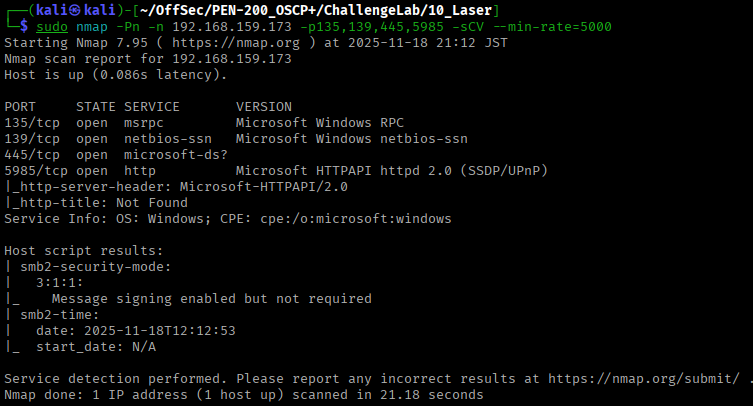 ┌──(kali㉿kali)-[~/OffSec/PEN-200_OSCP+/ChallengeLab/10_Laser]
└─$ sudo nmap -Pn -n 192.168.159.173 -p135,139,445,5985 -sCV --min-rate=5000
Starting Nmap 7.95 ( https://nmap.org ) at 2025-11-18 21:12 JST
Nmap scan report for 192.168.159.173
Host is up (0.086s latency).

PORT     STATE SERVICE       VERSION
135/tcp  open  msrpc         Microsoft Windows RPC
139/tcp  open  netbios-ssn   Microsoft Windows netbios-ssn
445/tcp  open  microsoft-ds?
5985/tcp open  http          Microsoft HTTPAPI httpd 2.0 (SSDP/UPnP)
|_http-server-header: Microsoft-HTTPAPI/2.0
|_http-title: Not Found
Service Info: OS: Windows; CPE: cpe:/o:microsoft:windows

Host script results:
| smb2-security-mode:
|   3:1:1:
|_    Message signing enabled but not required
| smb2-time:
|   date: 2025-11-18T12:12:53
|_  start_date: N/A

Service detection performed. Please report any incorrect results at https://nmap.org/submit/ .
Nmap done: 1 IP address (1 host up) scanned in 21.18 seconds